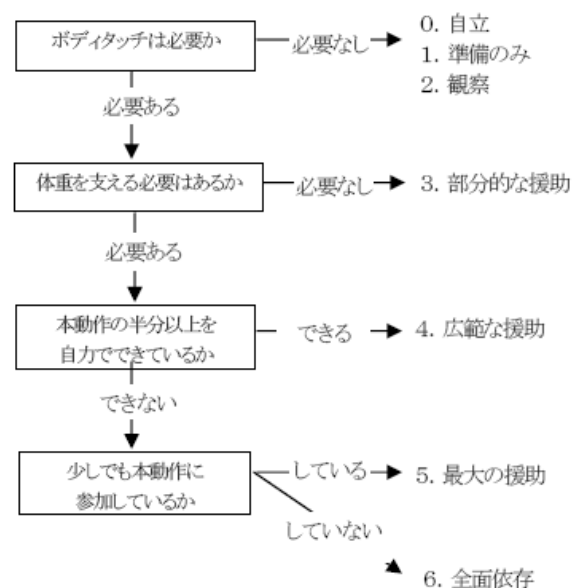 ボディタッチは必要か
必要なし
0. 自立
1. 準備のみ
2. 観察
必要ある
体重を支える必要はあるか
必要なし
3. 部分的な援助
必要ある
本動作の半分以上を
自力でできているか
できる
4. 広範な援助
できない
少しでも本動作に
参加しているか
している
5. 最大の援助
していない
6. 全面依存